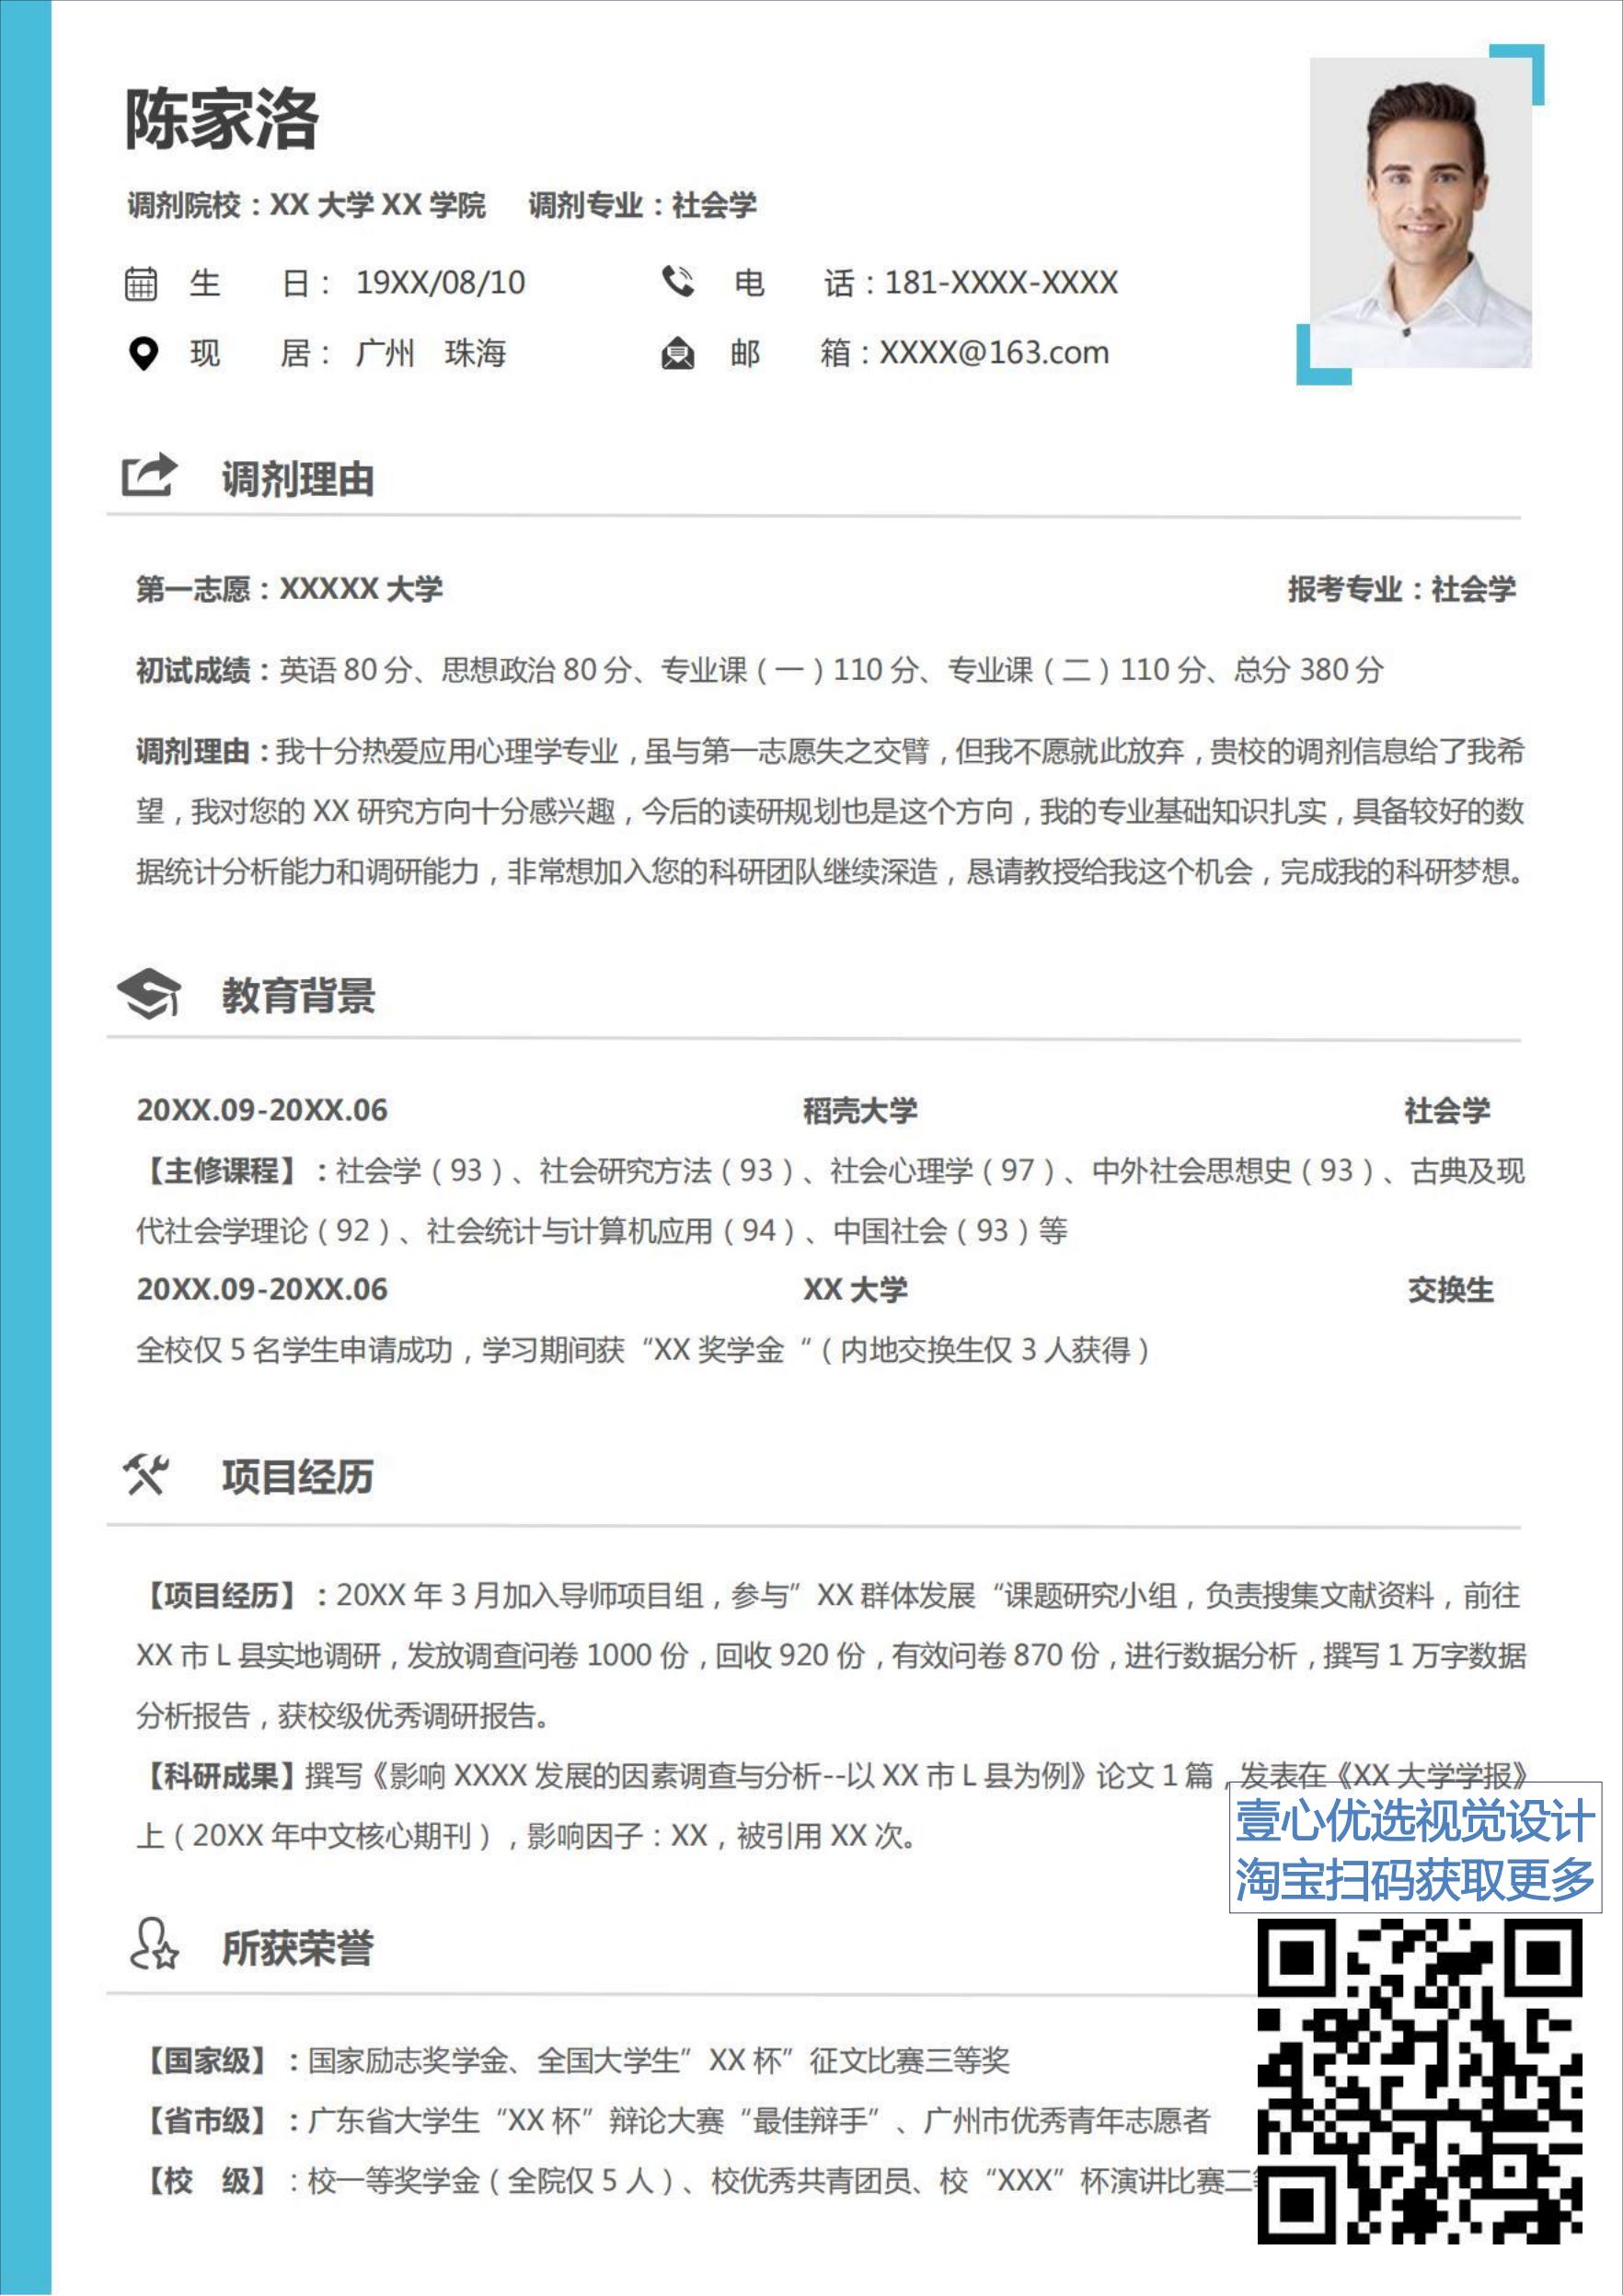 陈家洛
调剂院校：XX 大学 XX 学院 调剂专业：社会学
生 日： 19XX/08/10 电 话：181-XXXX-XXXX
现 居： 广州 珠海 邮 箱：XXXX@163.com
调剂理由
第一志愿：XXXXX 大学 报考专业：社会学
初试成绩：英语 80 分、思想政治 80 分、专业课（一）110 分、专业课（二）110 分、总分 380 分
调剂理由：我十分热爱应用心理学专业，虽与第一志愿失之交臂，但我不愿就此放弃，贵校的调剂信息给了我希
望，我对您的 XX 研究方向十分感兴趣，今后的读研规划也是这个方向，我的专业基础知识扎实，具备较好的数
据统计分析能力和调研能力，非常想加入您的科研团队继续深造，恳请教授给我这个机会，完成我的科研梦想。
教育背景
20XX.09-20XX.06 稻壳大学 社会学
【主修课程】：社会学（93）、社会研究方法（93）、社会心理学（97）、中外社会思想史（93）、古典及现
代社会学理论（92）、社会统计与计算机应用（94）、中国社会（93）等
20XX.09-20XX.06 XX 大学 交换生
全校仅 5 名学生申请成功，学习期间获“XX 奖学金“（内地交换生仅 3 人获得）
项目经历
【项目经历】：20XX 年 3 月加入导师项目组，参与”XX 群体发展“课题研究小组，负责搜集文献资料，前往
XX 市 L 县实地调研，发放调查问卷 1000 份，回收 920 份，有效问卷 870 份，进行数据分析，撰写 1 万字数据
分析报告，获校级优秀调研报告。
【科研成果】撰写《影响 XXXX 发展的因素调查与分析--以 XX 市 L 县为例》论文 1 篇，发表在《XX 大学学报》
上（20XX 年中文核心期刊），影响因子：XX，被引用 XX 次。
壹心优选视觉设计
淘宝扫码获取更多
所获荣誉
【国家级】：国家励志奖学金、全国大学生”XX 杯”征文比赛三等奖
【省市级】：广东省大学生“XX 杯”辩论大赛“最佳辩手”、广州市优秀青年志愿者
【校 级】：校一等奖学金（全院仅 5 人）、校优秀共青团员、校“XXX”杯演讲比赛二